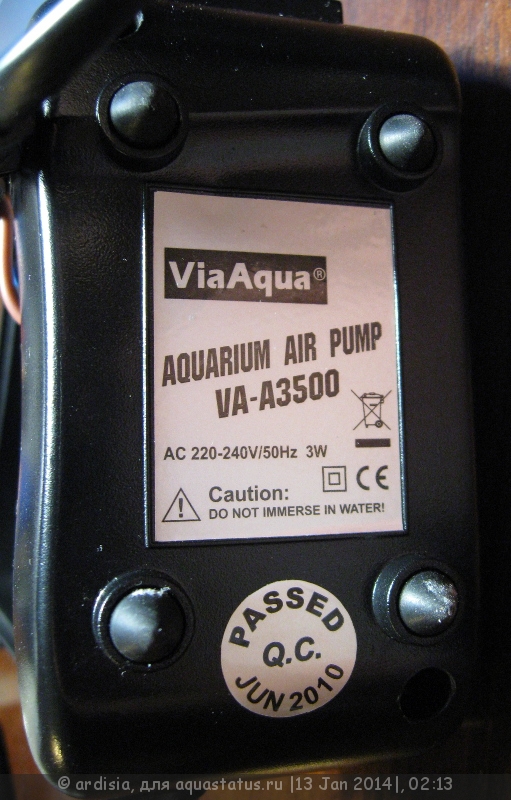 ViaAqua®
AQUARIUM AIR PUMP
VA-A3500
AC 220-240V/50Hz 3W
CE
Caution:
DO NOT IMMERSE IN WATER!
PASSED
Q.C.
JUN 2010
© ardisia, для aquastatus.ru |13 Jan 2014|, 02:13